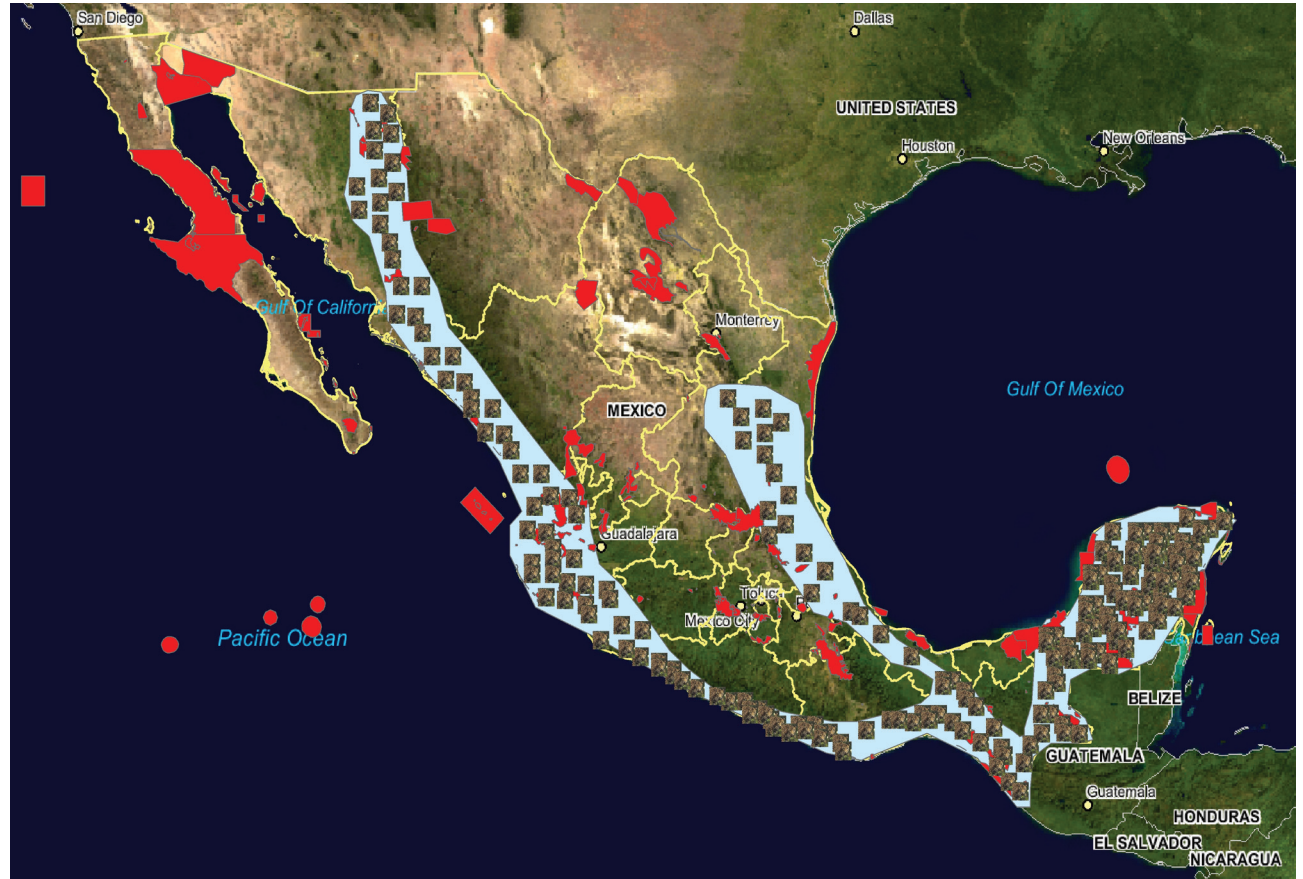 San Diego
Dallas
UNITED STATES
Houston
New Orleans
Gulf Of California
Monterrey
Gulf Of Mexico
MEXICO
Guadalajara
Toluca
Mexico City
Pacific Ocean
Sea
BELIZE
GUATEMALA
Guatemala
HONDURAS
EL SALVADOR
NICARAGUA